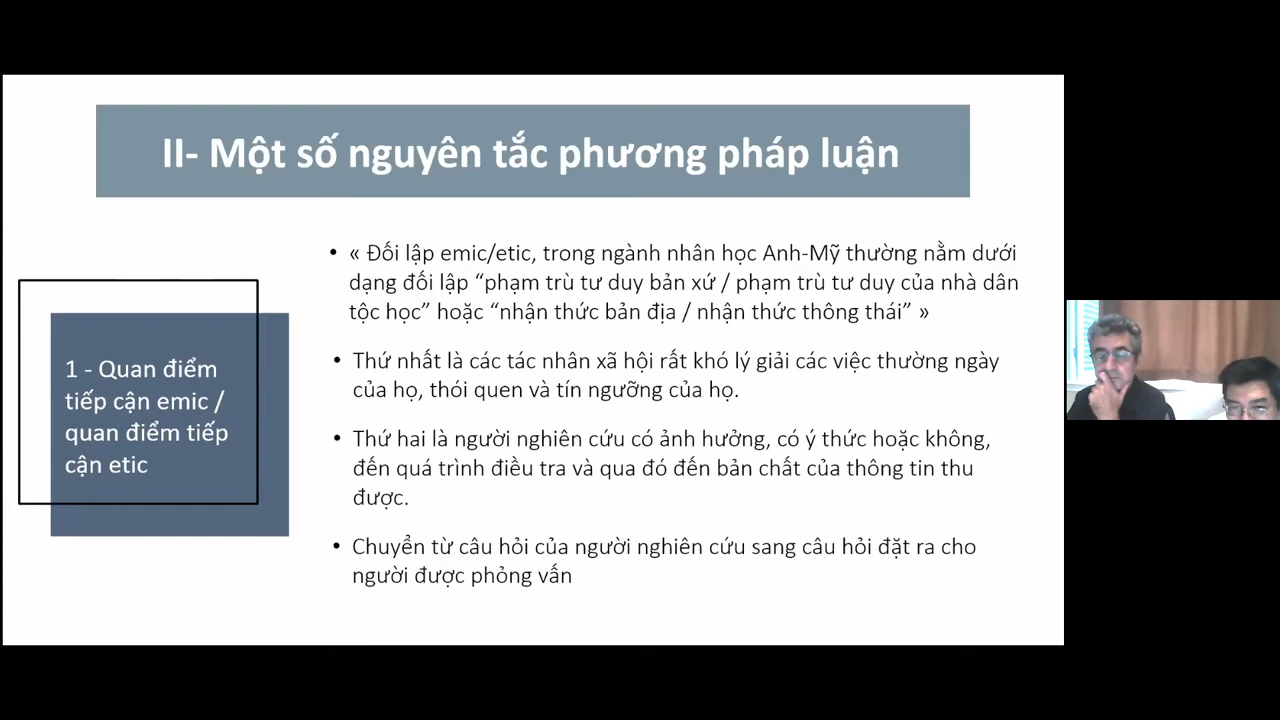 II- Một số nguyên tắc phương pháp luận
1 - Quan điểm
tiếp cận emic /
quan điểm tiếp
cận etic
• « Đối lập emic/etic, trong ngành nhân học Anh-Mỹ thường nằm dưới
dạng đối lập “phạm trù tư duy bản xứ / phạm trù tư duy của nhà dân
tộc học” hoặc “nhận thức bản địa / nhận thức thông thái” »
• Thứ nhất là các tác nhân xã hội rất khó lý giải các việc thường ngày
của họ, thói quen và tín ngưỡng của họ.
• Thứ hai là người nghiên cứu có ảnh hưởng, có ý thức hoặc không,
đến quá trình điều tra và qua đó đến bản chất của thông tin thu
được.
• Chuyển từ câu hỏi của người nghiên cứu sang câu hỏi đặt ra cho
người được phỏng vấn